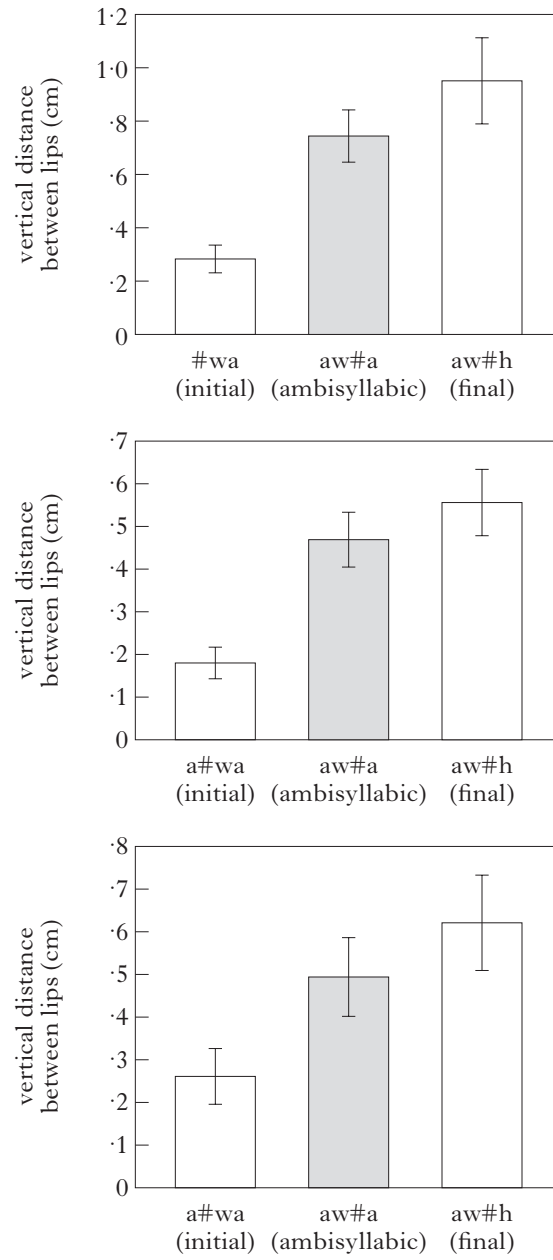 vertical distance
between lips (cm)
1·2
1·0
·8
·6
·4
·2
0
#wa aw#a aw#h
(initial) (ambisyllabic) (final)
vertical distance
between lips (cm)
·7
·6
·5
·4
·3
·2
·1
0
a#wa aw#a aw#h
(initial) (ambisyllabic) (final)
vertical distance
between lips (cm)
·8
·7
·6
·5
·4
·3
·2
·1
0
a#wa aw#a aw#h
(initial) (ambisyllabic) (final)